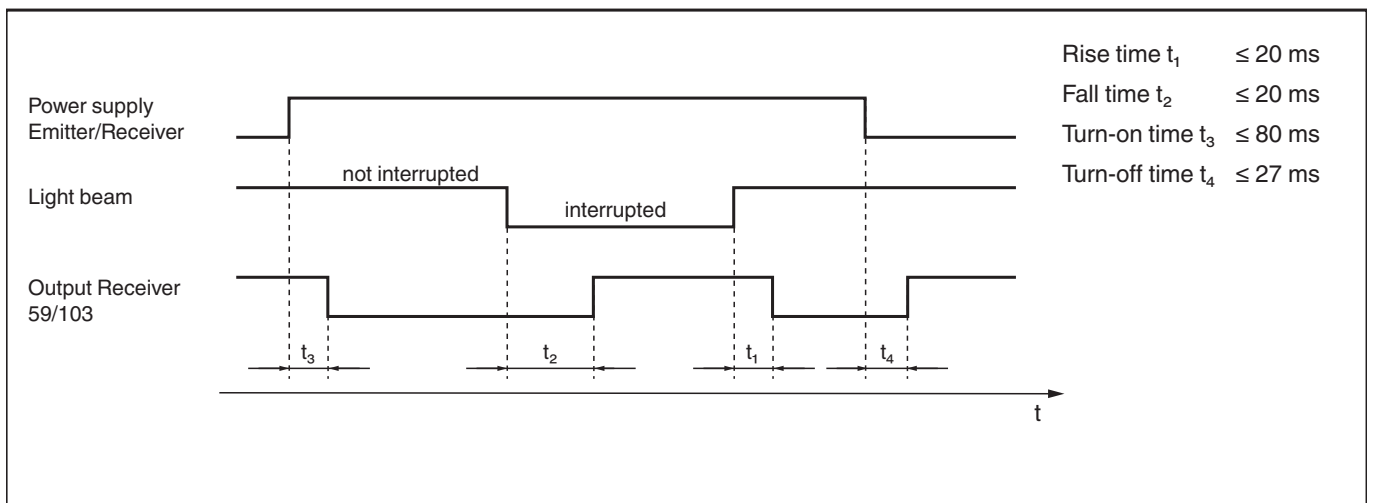 Rise time t₁ ≤ 20 ms
Fall time t₂ ≤ 20 ms
Turn-on time t₃ ≤ 80 ms
Turn-off time t₄ ≤ 27 ms
Power supply
Emitter/Receiver
not interrupted
Light beam
interrupted
Output Receiver
59/103
t₃ t₂ t₁ t₄
t